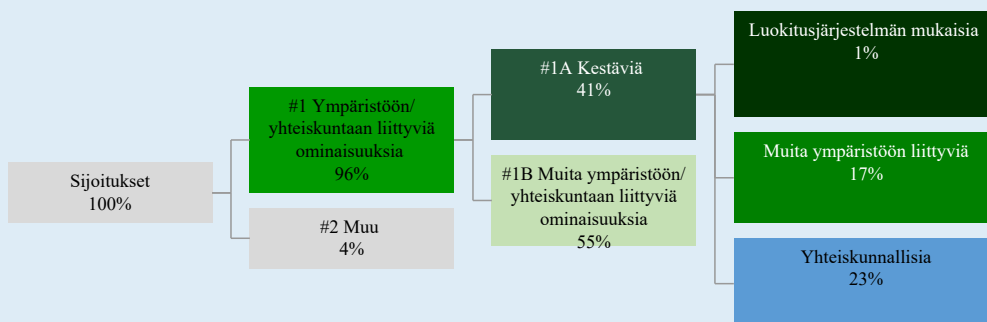 Sijoitukset
100%
#1 Ympäristöön/
yhteiskuntaan liittyviä
ominaisuuksia
96%
#2 Muu
4%
#1A Kestäviä
41%
#1B Muita ympäristöön/
yhteiskuntaan liittyviä
ominaisuuksia
55%
Luokitusjärjestelmän mukaisia
1%
Muita ympäristöön liittyviä
17%
Yhteiskunnallisia
23%